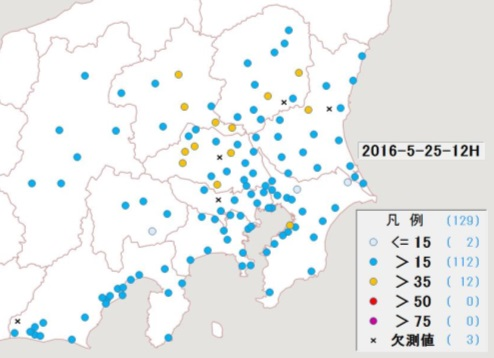 2016-5-25-12H
凡 例 (129)
<= 15 ( 2)
> 15 (112)
> 35 ( 12)
> 50 ( 0)
> 75 ( 0)
× 欠測値 ( 3)